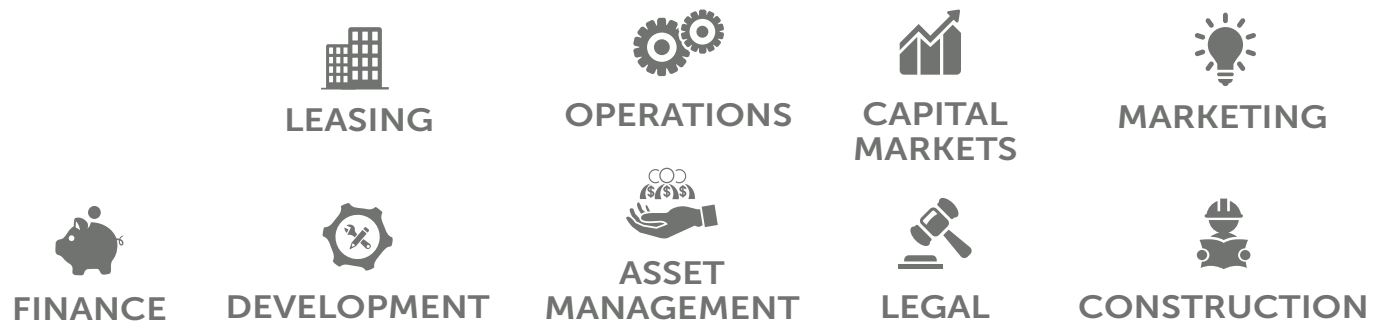 LEASING
OPERATIONS
CAPITAL
MARKETS
MARKETING
$ $ $
FINANCE
DEVELOPMENT
ASSET
MANAGEMENT
LEGAL
CONSTRUCTION